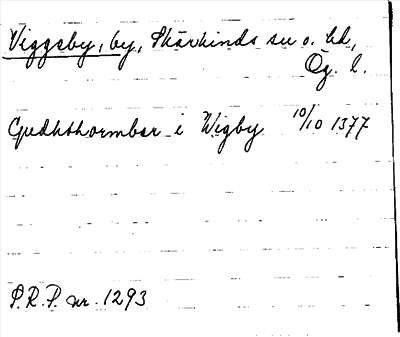 Viggeby, by, Skärkinds sn o. hd,
Ög. l.
Gudhthormber i Wigby 10/10 1377
P.R.P. nr. 1293